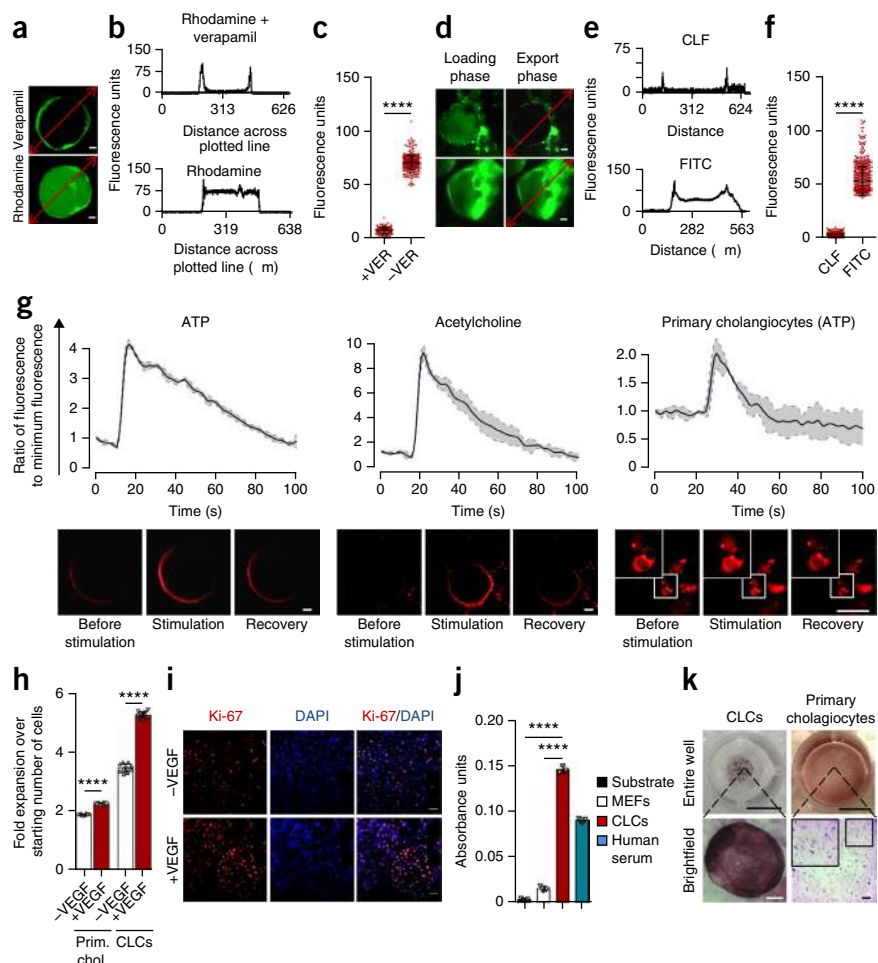 a
Rhodamine Verapamil
b
Rhodamine +
verapamil
Fluorescence units
150
75
0
0 313 626
Distance across
plotted line
Rhodamine
150
75
0
0 319 638
Distance across
plotted line ( m)
c
Fluorescence units
150
100
50
0
****
+VER
–VER
d
Loading
phase
Export
phase
e
Fluorescence units
CLF
75
0
0 312 624
Distance
FITC
150
75
0
0 282 563
Distance ( m)
f
Fluorescence units
150
100
50
0
****
CLF
FITC
g
Ratio of fluorescence
to minimum fluorescence
ATP
4
3
2
1
0
0 20 40 60 80 100
Time (s)
Before
stimulation
Stimulation
Recovery
Acetylcholine
10
8
6
4
2
0
0 20 40 60 80 100
Time (s)
Before
stimulation
Stimulation
Recovery
Primary cholangiocytes (ATP)
2.0
1.5
1.0
0.5
0
0 20 40 60 80 100
Time (s)
Before
stimulation
Stimulation
Recovery
h
Fold expansion over
starting number of cells
6
4
2
0
****
****
–VEGF
+VEGF
–VEGF
+VEGF
Prim.
chol
CLCs
i
Ki-67
DAPI
Ki-67/DAPI
–VEGF
+VEGF
j
Absorbance units
0.20
0.15
0.10
0.05
0
****
****
Substrate
MEFs
CLCs
Human
serum
k
CLCs
Primary
cholagiocytes
Entire well
Brightfield